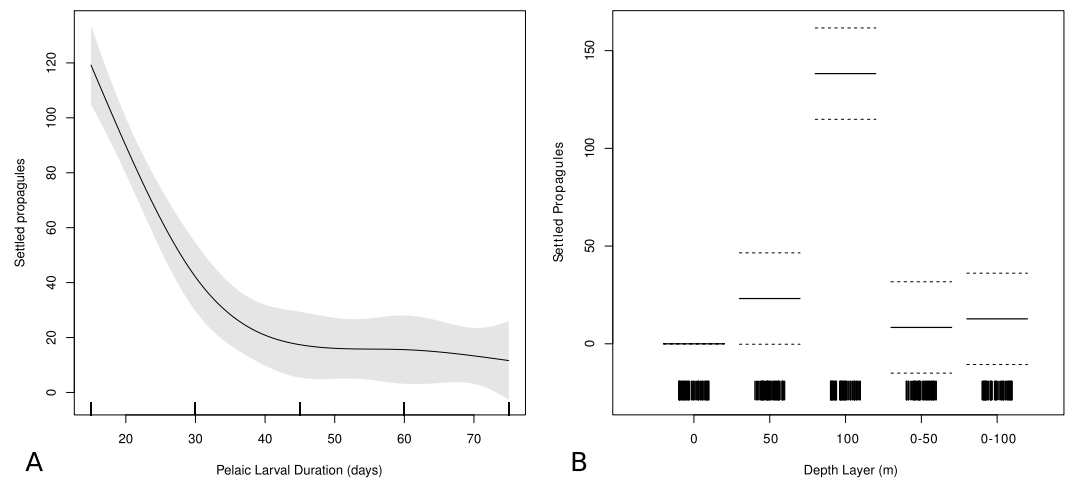 Settled propagules
120
100
80
60
40
20
0
20 30 40 50 60 70
Pelaic Larval Duration (days)
A
Settled Propagules
150
100
50
0
0 50 100 0-50 0-100
Depth Layer (m)
B